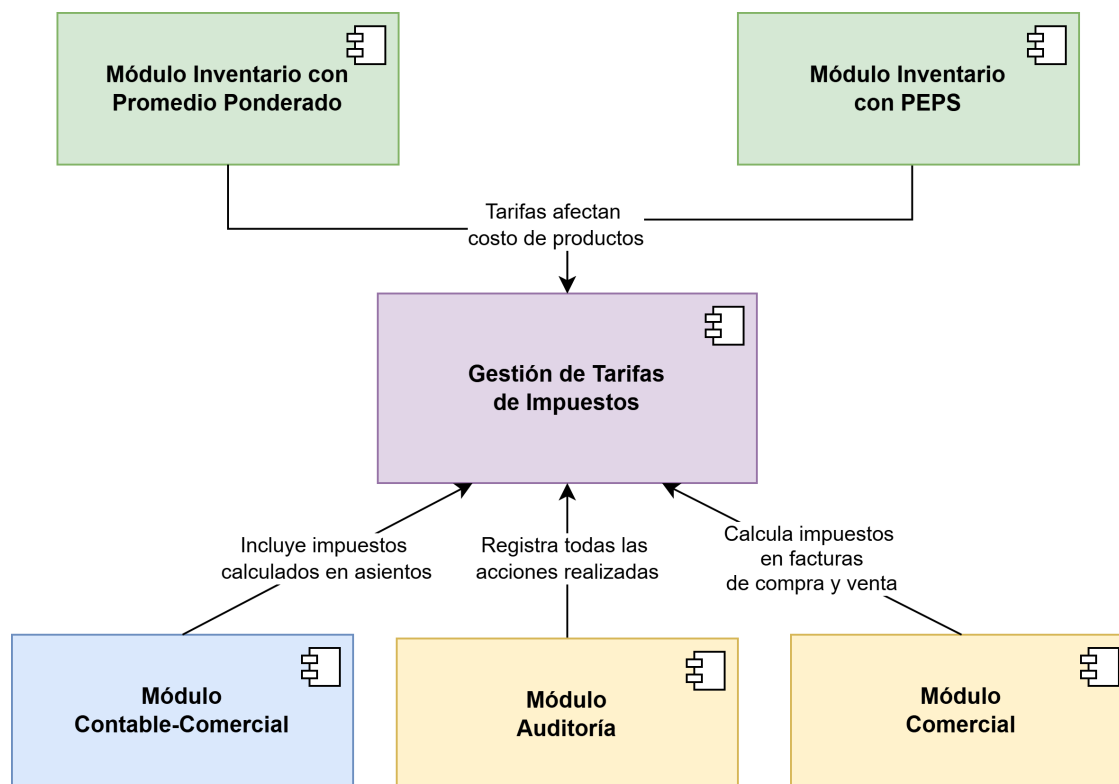 Módulo Inventario con
Promedio Ponderado
Módulo Inventario
con PEPS
Tarifas afectan
costo de productos
Gestión de Tarifas
de Impuestos
Incluye impuestos
calculados en asientos
Registra todas las
acciones realizadas
Calcula impuestos
en facturas
de compra y venta
Módulo
Contable-Comercial
Módulo
Auditoría
Módulo
Comercial